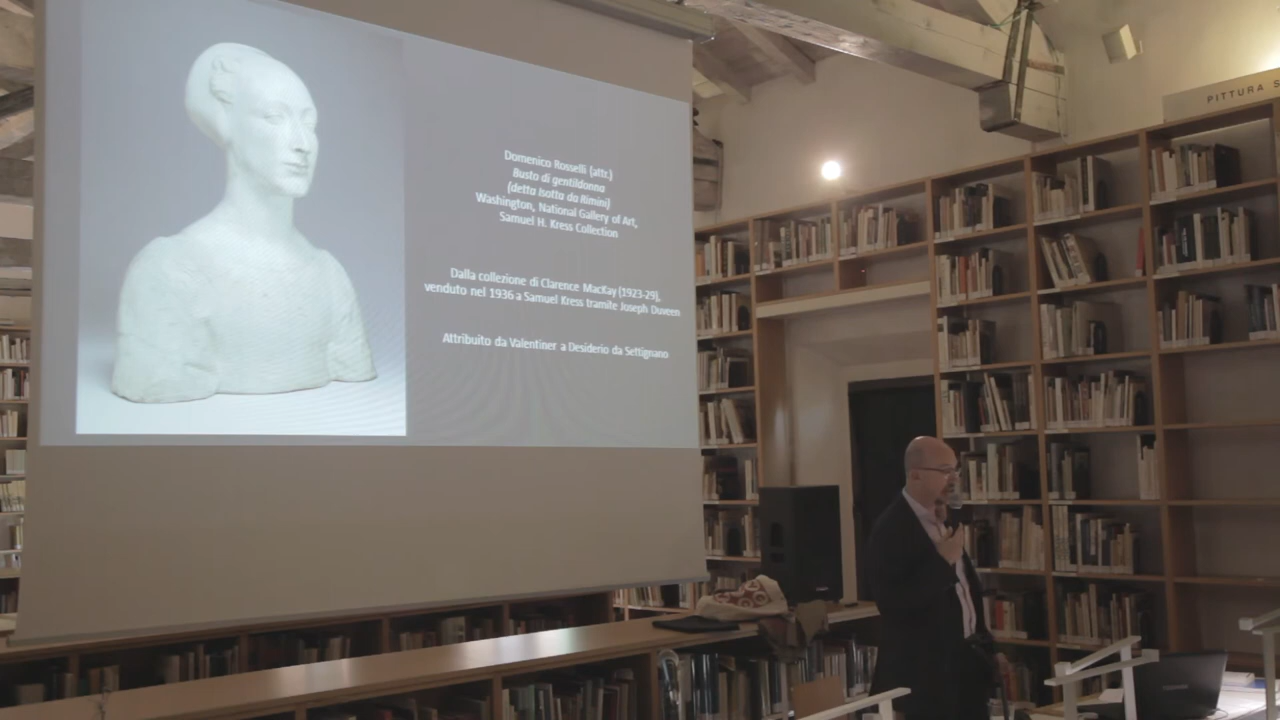 Domenico Rosselli (attr.)
Busto di gentildonna
(detta Isotta da Rimini)
Washington, National Gallery of Art,
Samuel H. Kress Collection
Dalla collezione di Clarence MacKay (1923-29),
venduto nel 1936 a Samuel Kress tramite Joseph Duveen
Attribuito da Valentiner a Desiderio da Settignano
PITTURA S